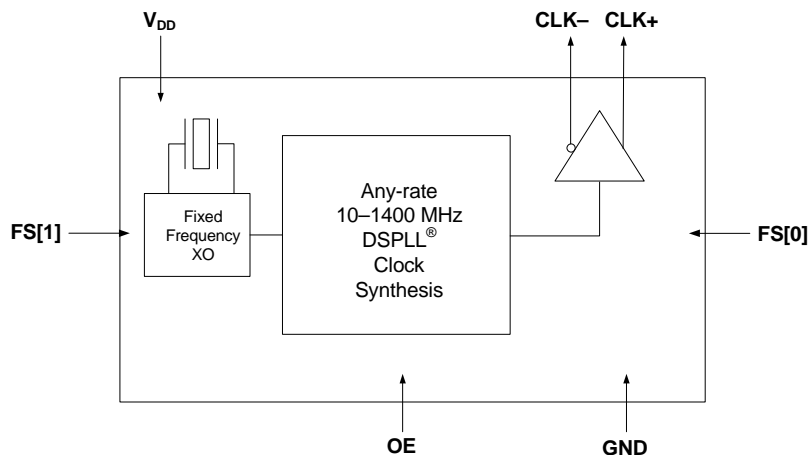 V_DD
CLK– CLK+
FS[1]
Fixed
Frequency
XO
Any-rate
10–1400 MHz
DSPLL®
Clock
Synthesis
FS[0]
OE
GND